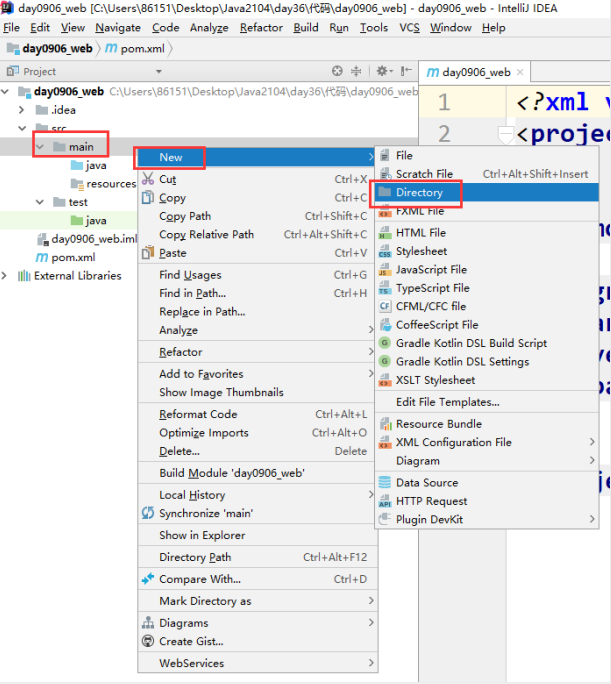 day0906_web [C:\Users\86151\Desktop\Java2104\day36\代码\day0906_web] - day0906_web - IntelliJ IDEA
File Edit View Navigate Code Analyze Refactor Build Run Tools VCS Window Help
day0906_web pom.xml
Project
day0906_web
day0906_web C:\Users\86151\Desktop\Java2104\day36\代码\day0906_web
.idea
src
main
java
resources
test
java
day0906_web.iml
pom.xml
External Libraries
New
Cut Ctrl+X
Copy Ctrl+C
Copy Path Ctrl+Shift+C
Copy Relative Path Ctrl+Alt+Shift+C
Paste Ctrl+V
Find Usages Ctrl+G
Find in Path... Ctrl+H
Replace in Path...
Analyze
Refactor
Add to Favorites
Show Image Thumbnails
Reformat Code Ctrl+Alt+L
Optimize Imports Ctrl+Alt+O
Delete... Delete
Build Module 'day0906_web'
Local History
Synchronize 'main'
Show in Explorer
Directory Path Ctrl+Alt+F12
Compare With... Ctrl+D
Mark Directory as
Diagrams
Create Gist...
WebServices
File
Scratch File Ctrl+Alt+Shift+Insert
Directory
FXML File
HTML File
Stylesheet
JavaScript File
TypeScript File
CFML/CFC file
CoffeeScript File
Gradle Kotlin DSL Build Script
Gradle Kotlin DSL Settings
XSLT Stylesheet
Edit File Templates...
Resource Bundle
XML Configuration File
Diagram
Data Source
HTTP Request
Plugin DevKit
1 <?xml
2 <projec